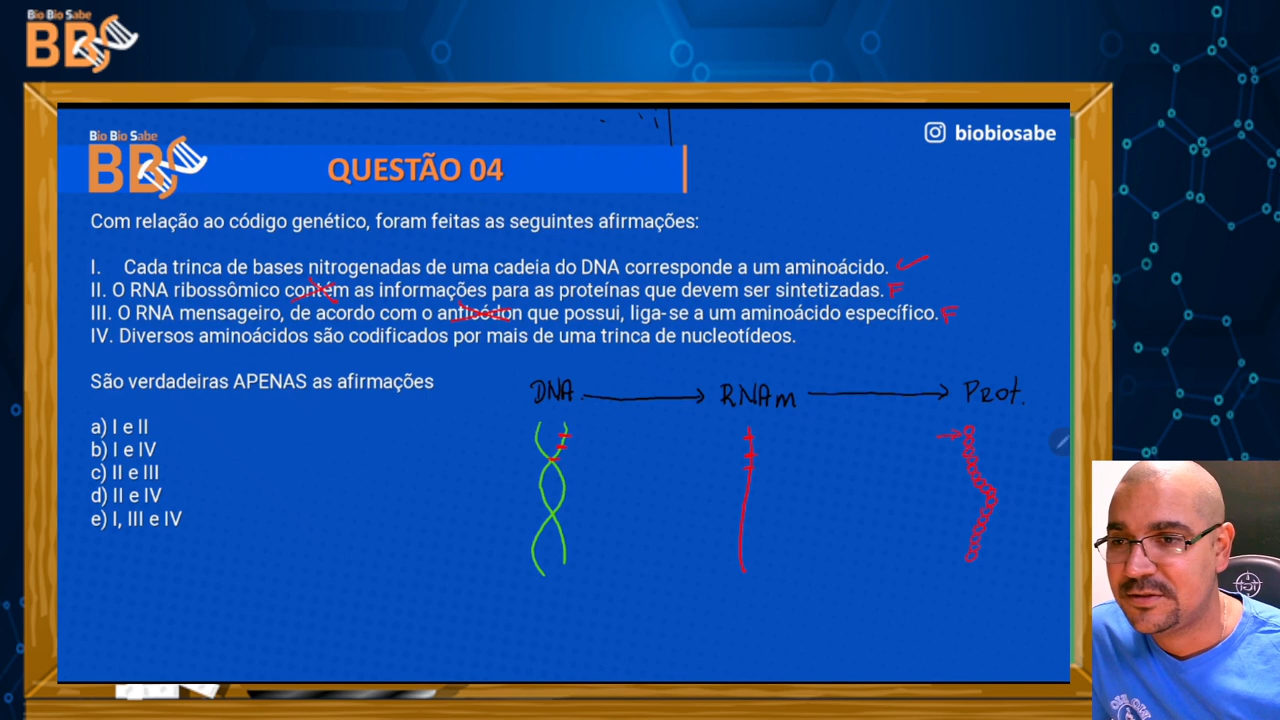 Bio Bio Sabe
BBS
Bio Bio Sabe
BBS
biobiosabe
QUESTÃO 04
Com relação ao código genético, foram feitas as seguintes afirmações:
I. Cada trinca de bases nitrogenadas de uma cadeia do DNA corresponde a um aminoácido.
II. O RNA ribossômico contém as informações para as proteínas que devem ser sintetizadas. F
III. O RNA mensageiro, de acordo com o anticódon que possui, liga-se a um aminoácido específico. F
IV. Diversos aminoácidos são codificados por mais de uma trinca de nucleotídeos.
São verdadeiras APENAS as afirmações
DNA RNAm Prot.
a) I e II
b) I e IV
c) II e III
d) II e IV
e) I, III e IV